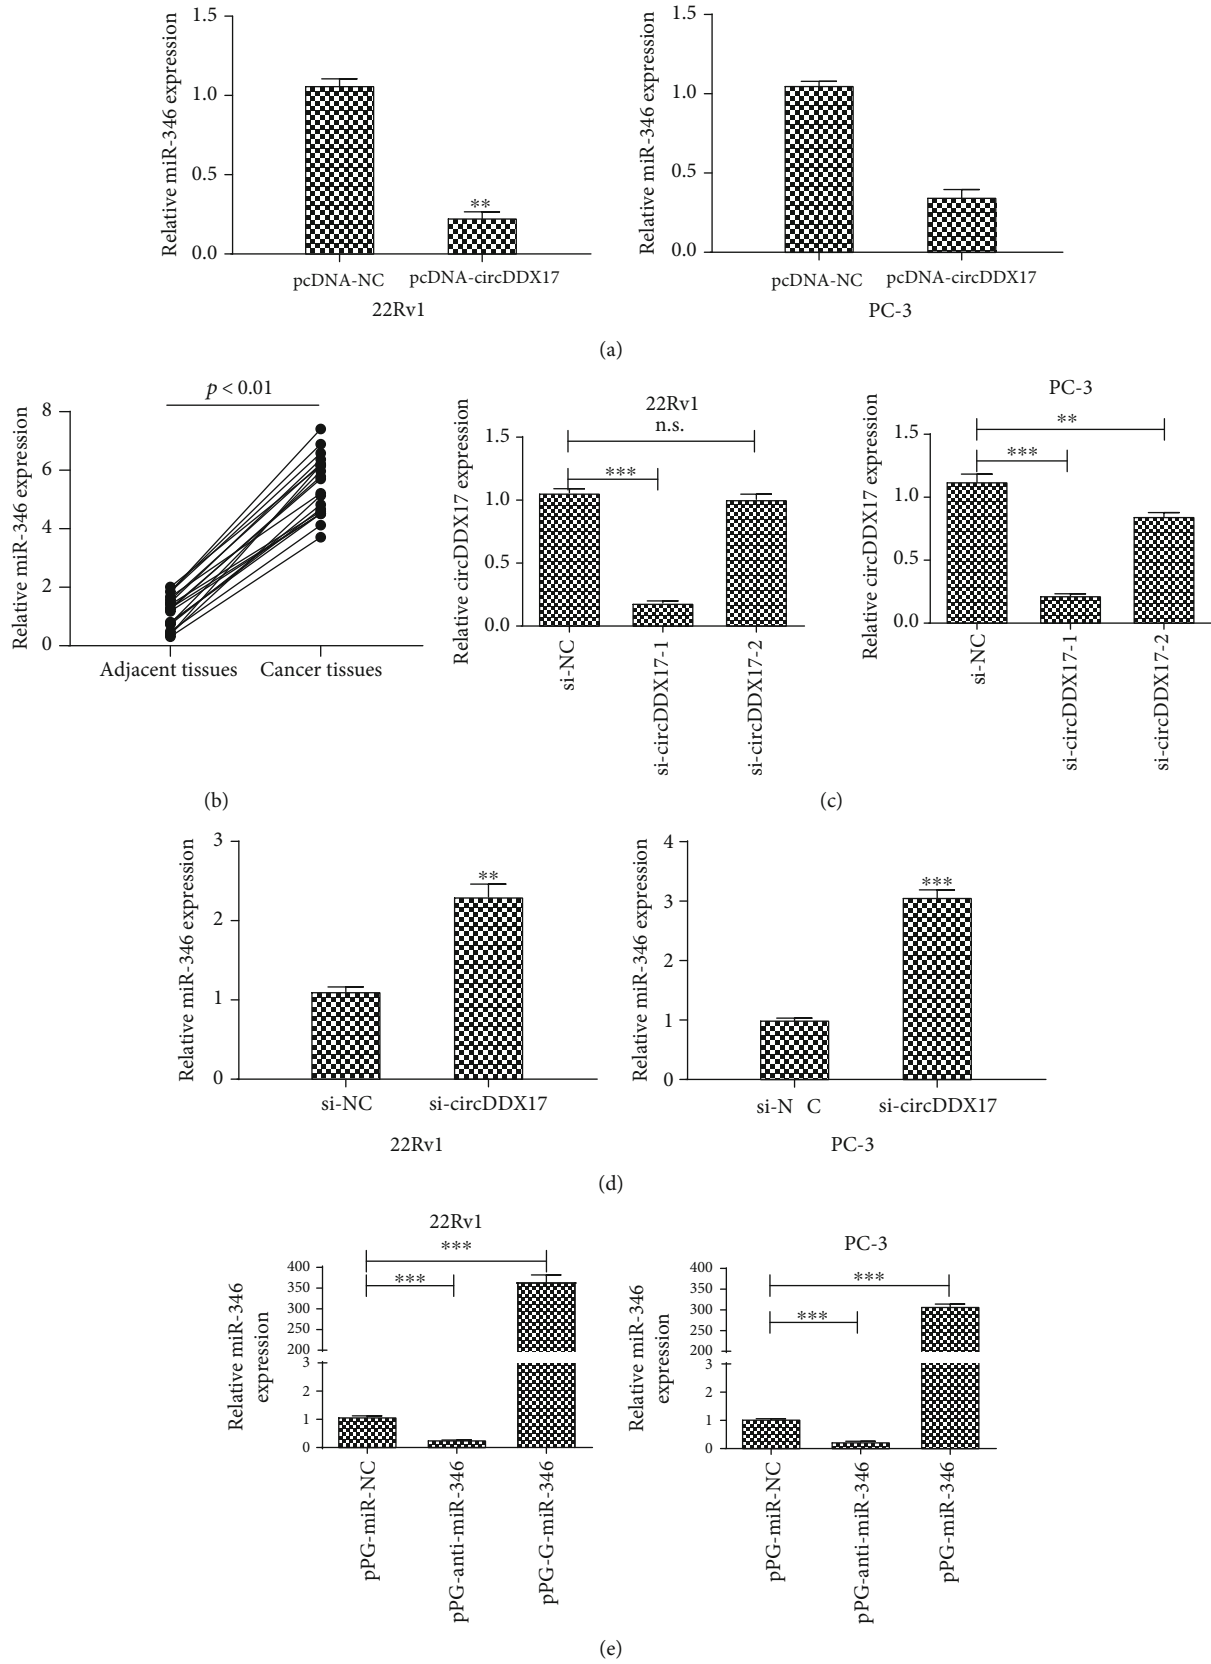 Relative miR-346 expression
1.5
1.0
0.5
0.0
**
pcDNA-NC
pcDNA-circDDX17
22Rv1
Relative miR-346 expression
1.5
1.0
0.5
0.0
pcDNA-NC
pcDNA-circDDX17
PC-3
(a)
Relative miR-346 expression
8
6
4
2
0
p < 0.01
Adjacent tissues
Cancer tissues
(b)
Relative circDDX17 expression
22Rv1
n.s.
***
1.5
1.0
0.5
0.0
si-NC
si-circDDX17-1
si-circDDX17-2
Relative circDDX17 expression
PC-3
**
***
1.5
1.0
0.5
0.0
si-NC
si-circDDX17-1
si-circDDX17-2
(c)
Relative miR-346 expression
3
2
1
0
**
si-NC
si-circDDX17
22Rv1
Relative miR-346 expression
4
3
2
1
0
***
si-N C
si-circDDX17
PC-3
(d)
22Rv1
***
***
Relative miR-346
expression
400
350
300
250
200
3
2
1
0
pPG-miR-NC
pPG-anti-miR-346
pPG-G-miR-346
PC-3
***
***
Relative miR-346
expression
400
350
300
250
200
3
2
1
0
pPG-miR-NC
pPG-anti-miR-346
pPG-miR-346
(e)